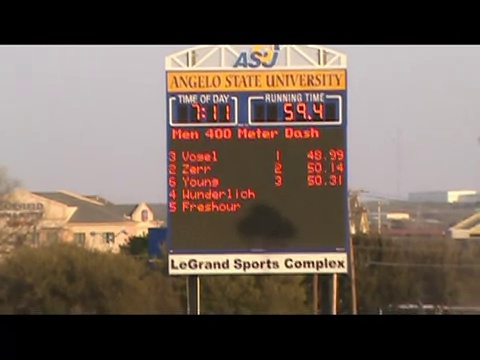 ASU
ANGELO STATE UNIVERSITY
TIME OF DAY RUNNING TIME
7:11 59.4
Men 400 Meter Dash
3 Vogel 1 48.99
2 Zerr 2 50.14
6 Young 3 50.31
4 Wunderlich
5 Freshour
LeGrand Sports Complex